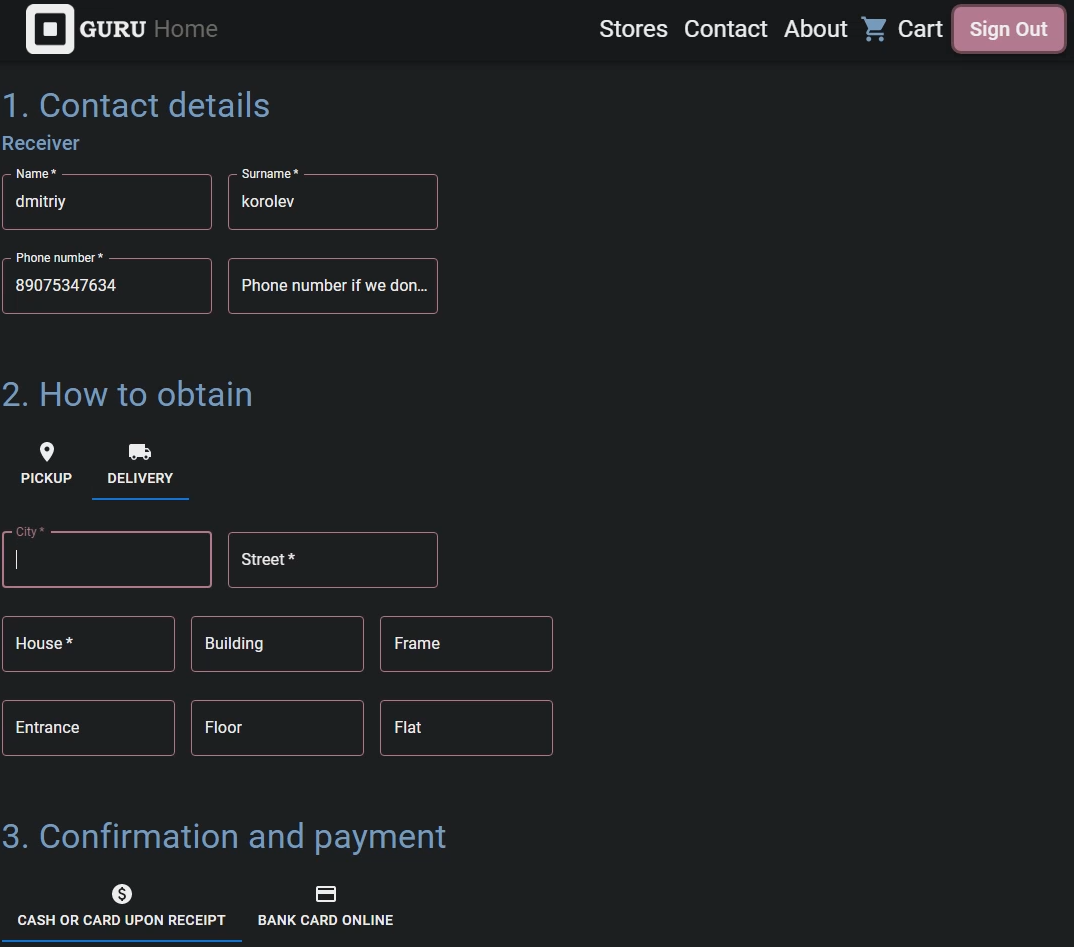 GURU Home Stores Contact About Cart Sign Out
1. Contact details
Receiver
Name * Surname *
dmitriy korolev
Phone number *
89075347634 Phone number if we don...
2. How to obtain
PICKUP DELIVERY
City *
Street *
House * Building Frame
Entrance Floor Flat
3. Confirmation and payment
CASH OR CARD UPON RECEIPT BANK CARD ONLINE